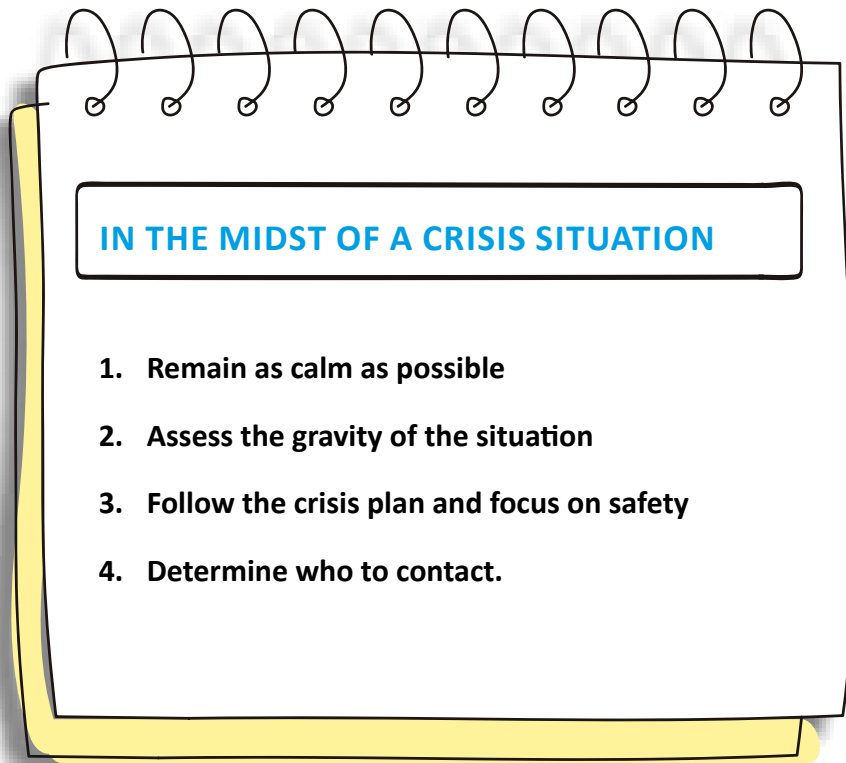 IN THE MIDST OF A CRISIS SITUATION
1. Remain as calm as possible
2. Assess the gravity of the situation
3. Follow the crisis plan and focus on safety
4. Determine who to contact.